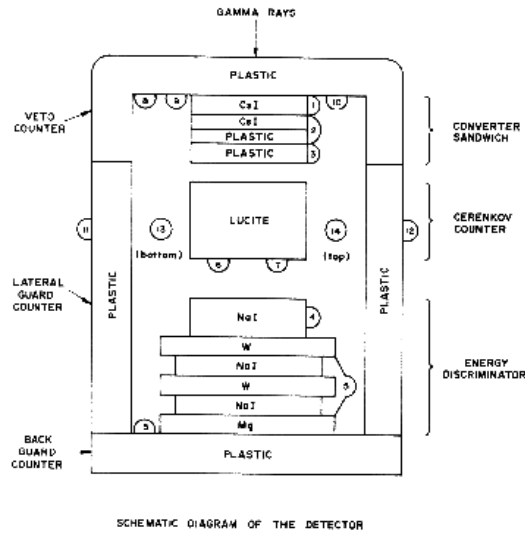 GAMMA RAYS
PLASTIC
8
9
10
CsI
1
CsI
2
PLASTIC
PLASTIC
3
VETO
COUNTER
CONVERTER
SANDWICH
LUCITE
11
13
14
12
(bottom)
(top)
6
7
CERENKOV
COUNTER
LATERAL
GUARD
COUNTER
PLASTIC
PLASTIC
NaI
4
W
NaI
W
NaI
Mg
5
ENERGY
DISCRIMINATOR
BACK
GUARD
COUNTER
PLASTIC
SCHEMATIC DIAGRAM OF THE DETECTOR